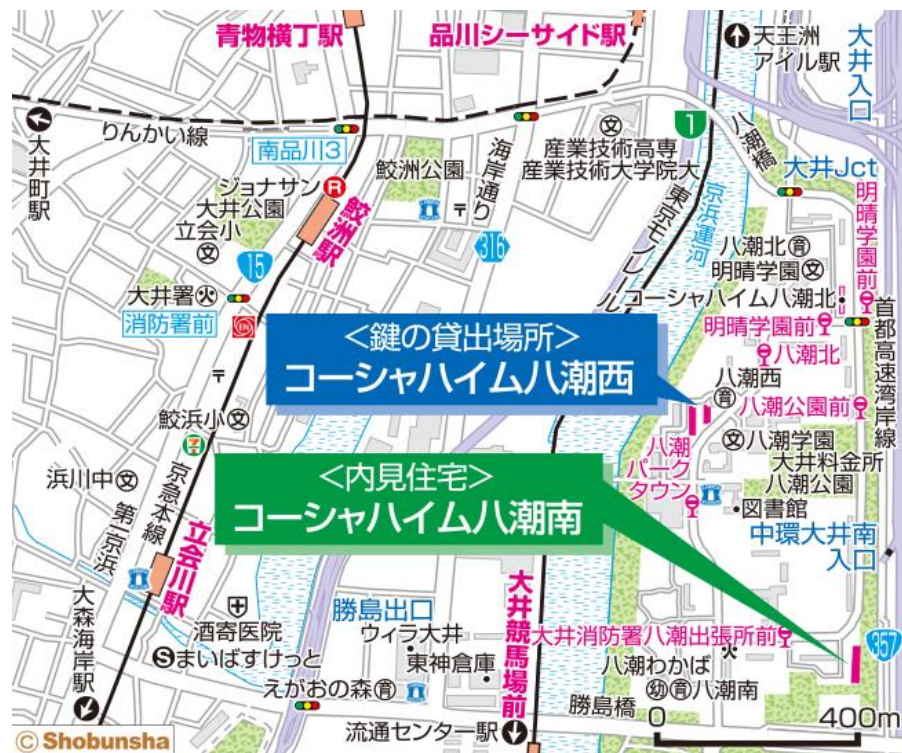 青物横丁駅
品川シーサイド駅
天王洲
アイル駅
大井入口
大井町駅
りんかい線
南品川3
鮫洲公園
海岸通り
産業技術高専
産業技術大学院大
1
八潮橋
大井Jct
明晴学園前
ジョナサン
大井公園
立会小
鮫洲駅
316
東京モノレール
京浜運河
15
八潮北
明晴学園
コーシャハイム八潮北
大井署
消防署前
明晴学園前
八潮北
首都高速湾岸線
<鍵の貸出場所>
コーシャハイム八潮西
八潮西
八潮公園前
鮫浜小
八潮学園
八潮
パーク
タウン
大井料金所
八潮公園
図書館
浜川中
第一京浜
京急本線
<内見住宅>
コーシャハイム八潮南
中環大井南
入口
立会川駅
大森海岸駅
酒寄医院
まいばすけっと
勝島出口
ウィラ大井
東神倉庫
えがおの森
大井競馬場前
大井消防署八潮出張所前
357
八潮わかば
幼 育 八潮南
勝島橋
流通センター駅
0 400m
© Shobunsha